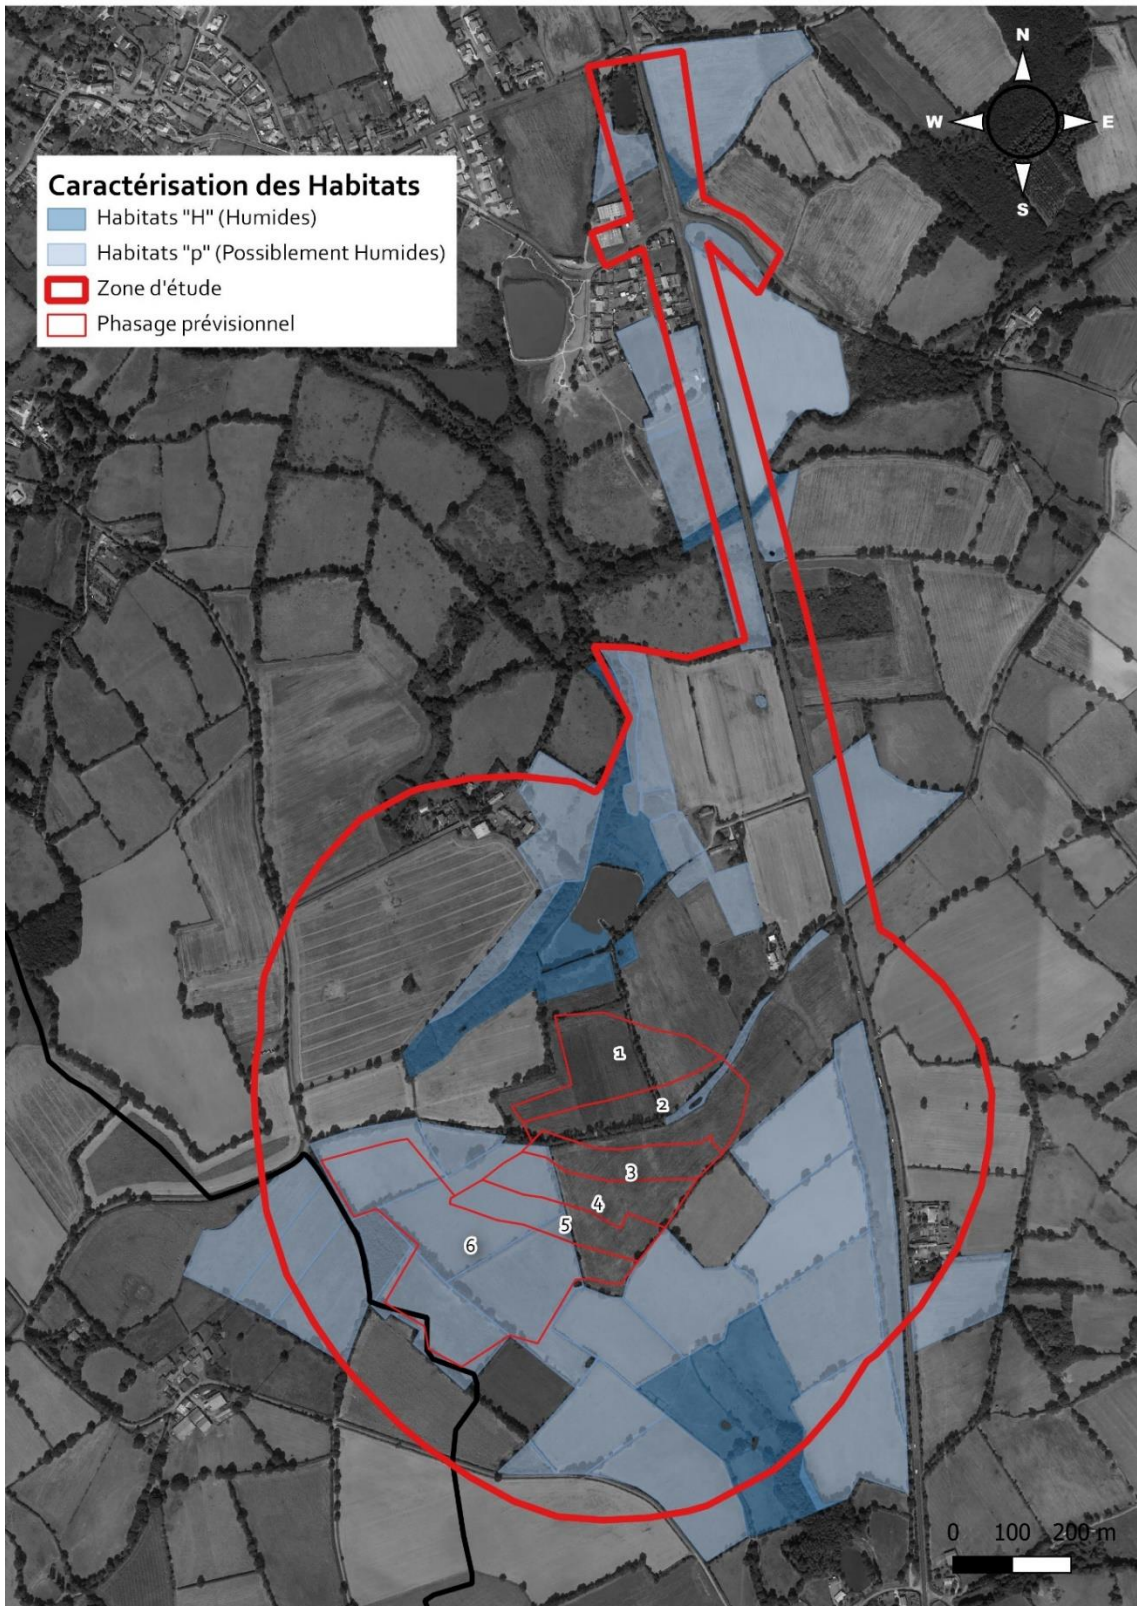 N
W E
S
Caractérisation des Habitats
Habitats "H" (Humides)
Habitats "p" (Possiblement Humides)
Zone d'étude
Phasage prévisionnel
1
2
3
4
5
6
0 100 200 m